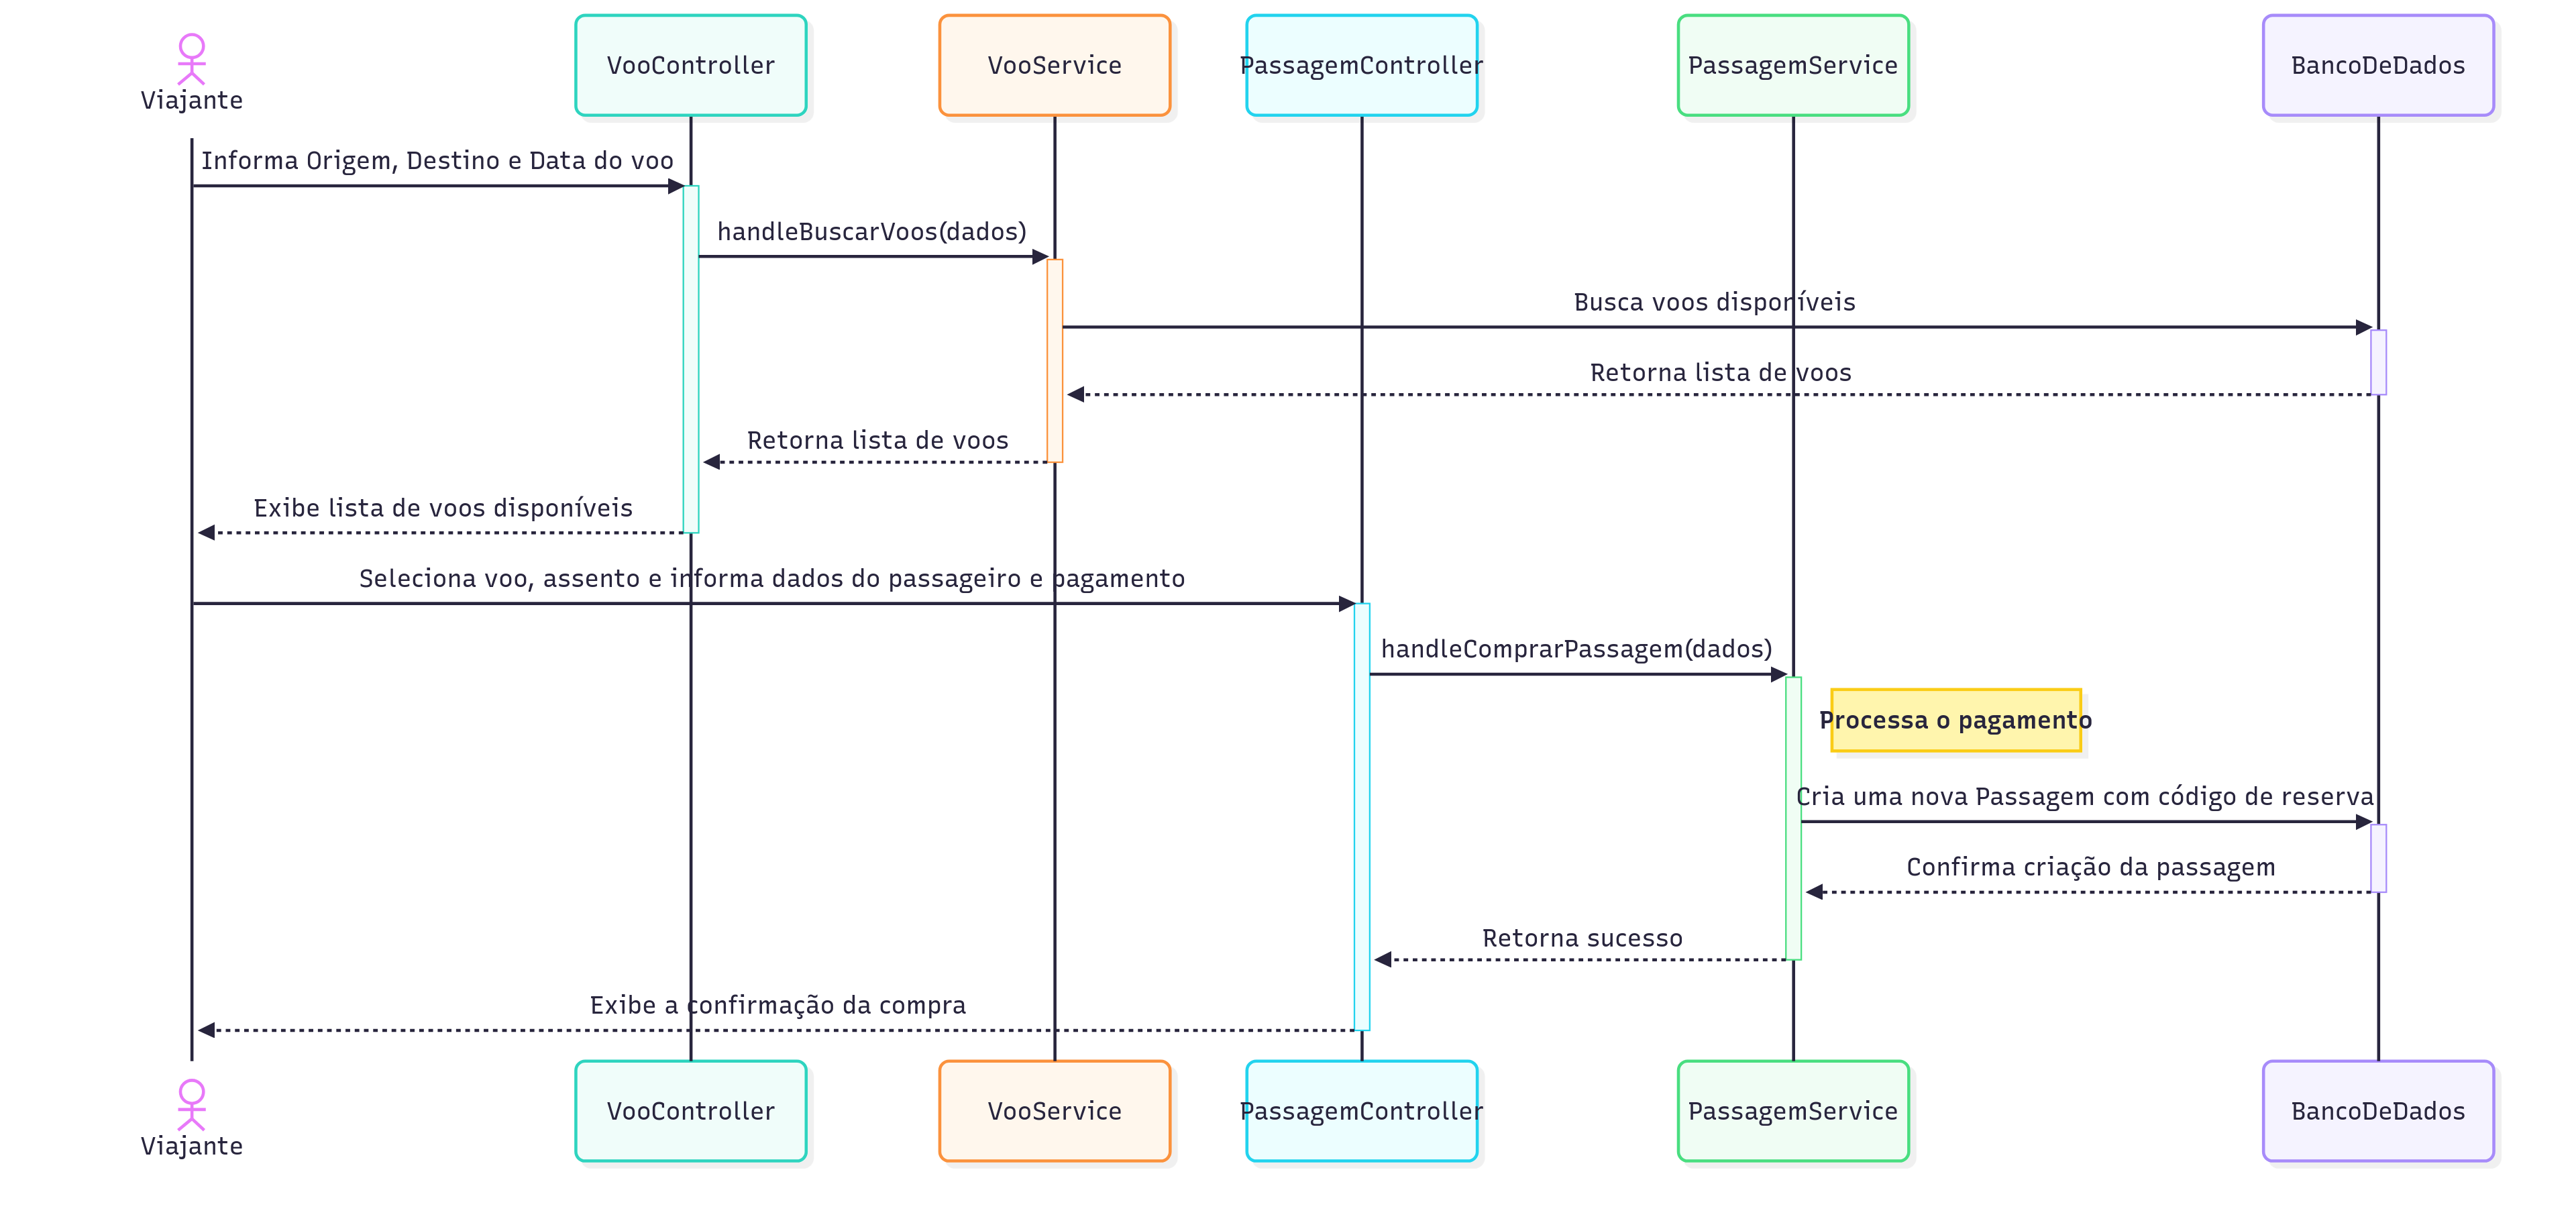 Viajante
VooController
VooService
PassagemController
PassagemService
BancoDeDados
Informa Origem, Destino e Data do voo
handleBuscarVoos(dados)
Busca voos disponíveis
Retorna lista de voos
Retorna lista de voos
Exibe lista de voos disponíveis
Seleciona voo, assento e informa dados do passageiro e pagamento
handleComprarPassagem(dados)
Processa o pagamento
Cria uma nova Passagem com código de reserva
Confirma criação da passagem
Retorna sucesso
Exibe a confirmação da compra
Viajante
VooController
VooService
PassagemController
PassagemService
BancoDeDados